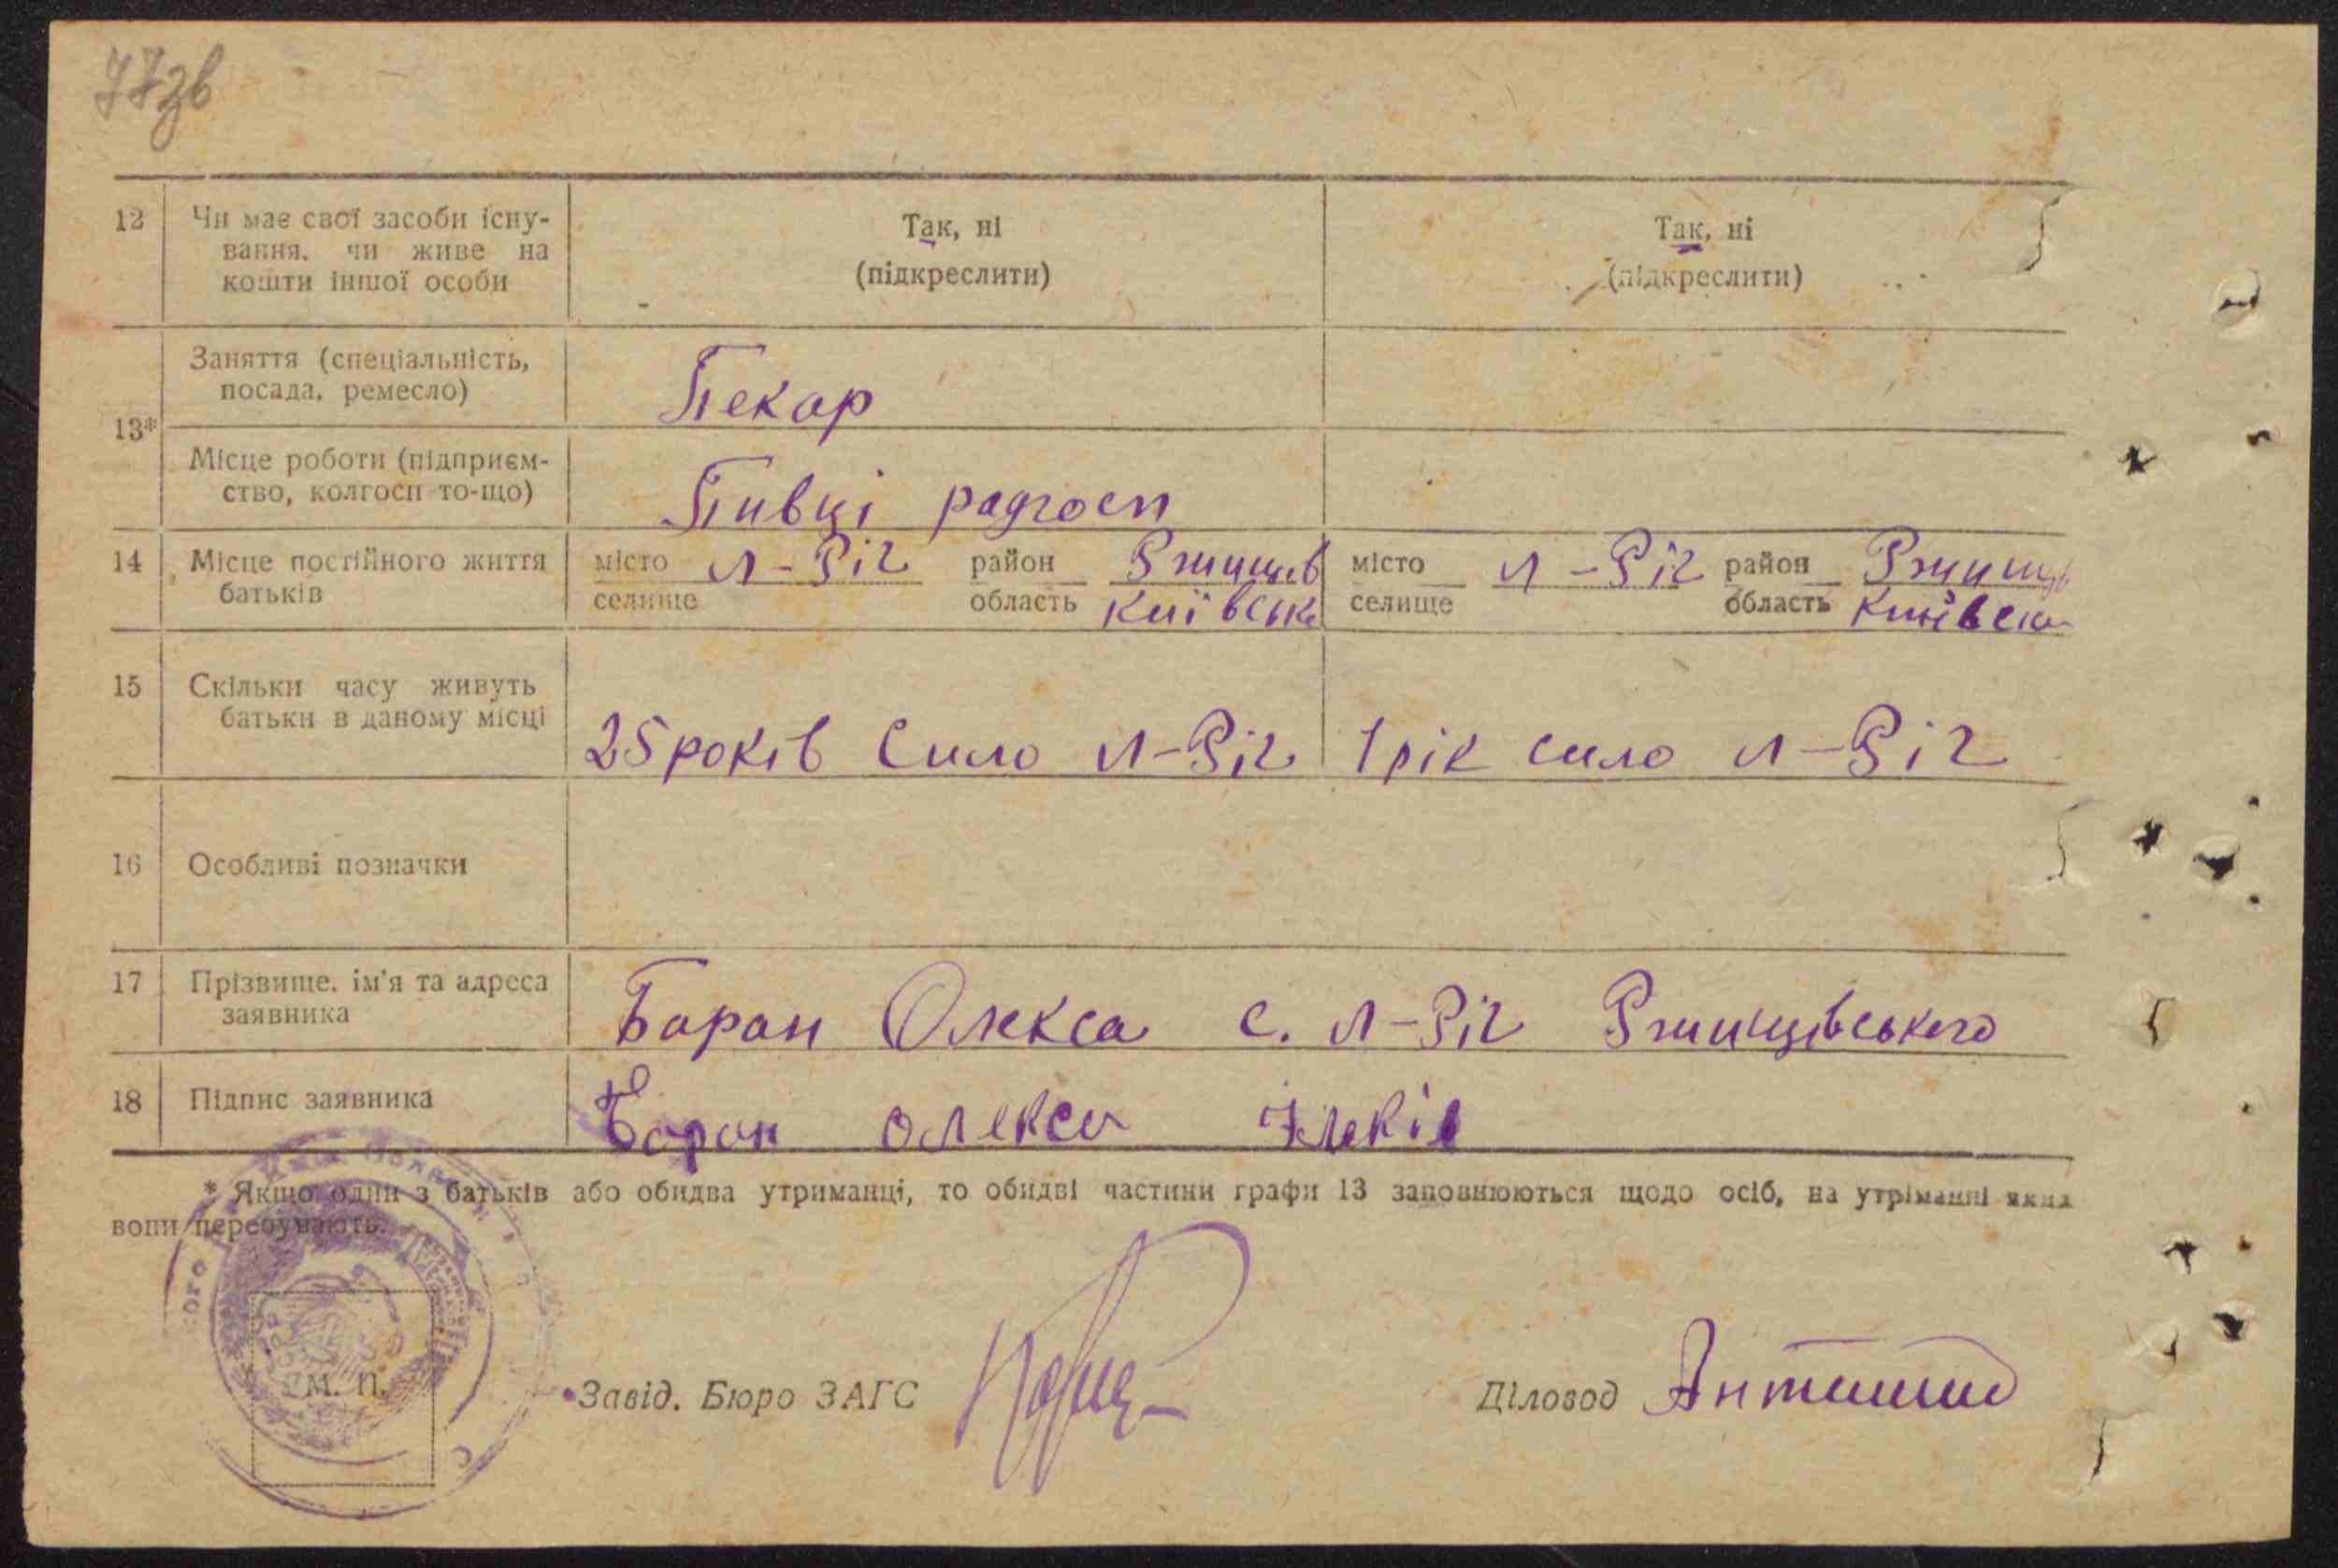 77зв
12 Чи має свої засоби існу- Так, ні Так, ні
вання, чи живе на (підкреслити) (підкреслити)
кошти іншої особи
13*
Заняття (спеціальність, Пекар
посада, ремесло)
Місце роботи (підприєм- Пивці радгосп
ство, колгосп то-що)
14 Місце постійного життя місто Л-Ріг район Ржищів місто Л-Ріг район Ржищів
батьків селище область Київськ селище область
15 Скільки часу живуть
батьки в даному місці 25 років Сило Л-Ріг 1 рік сило Л-Ріг
16 Особливі позначки
17 Прізвище, ім'я та адреса Баран Олекса с. Л-Ріг Ржищівського
заявника
18 Підпис заявника Баран Олекса
* Якщо один з батьків або обидва утриманці, то обидві частини графи 13 заповнюються щодо осіб, на утріманні яких
вони перебувають.
М. П.
Завід. Бюро ЗАГС Діловод